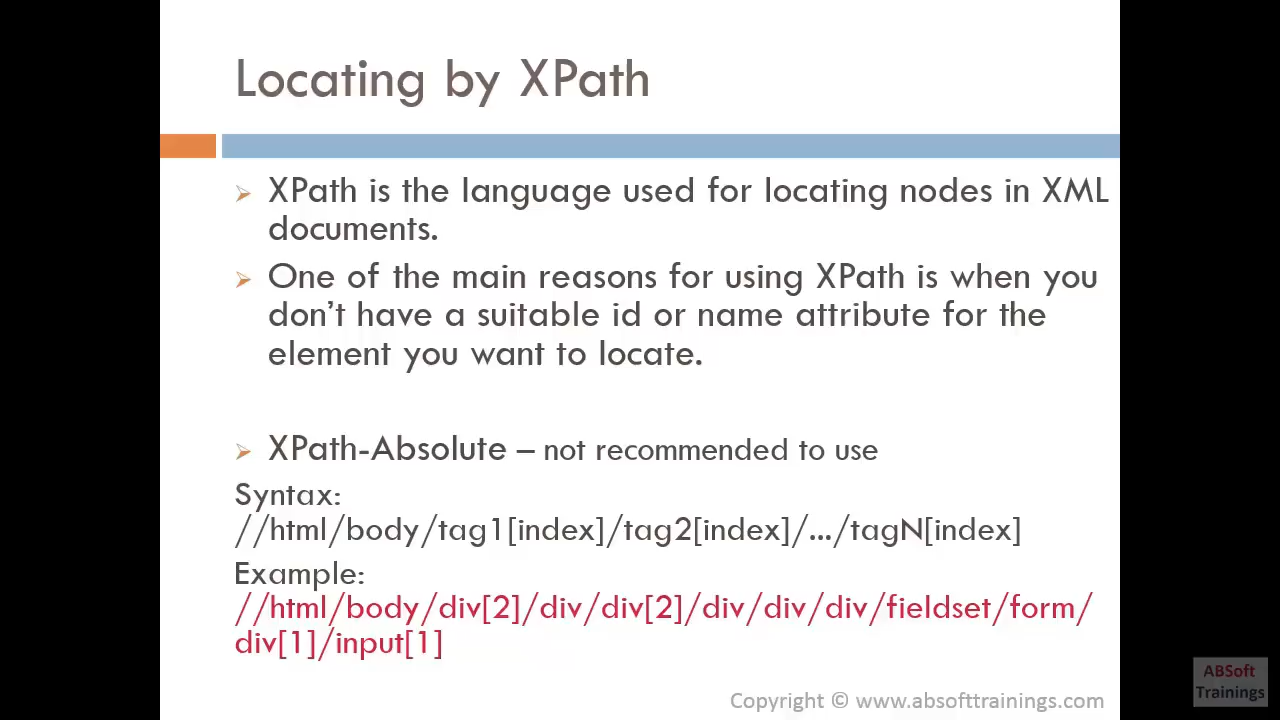 Locating by XPath
XPath is the language used for locating nodes in XML
documents.
One of the main reasons for using XPath is when you
don't have a suitable id or name attribute for the
element you want to locate.
XPath-Absolute – not recommended to use
Syntax:
//html/body/tag1[index]/tag2[index]/.../tagN[index]
Example:
//html/body/div[2]/div/div[2]/div/div/div/fieldset/form/
div[1]/input[1]
Copyright © www.absofttrainings.com
ABSoft
Trainings